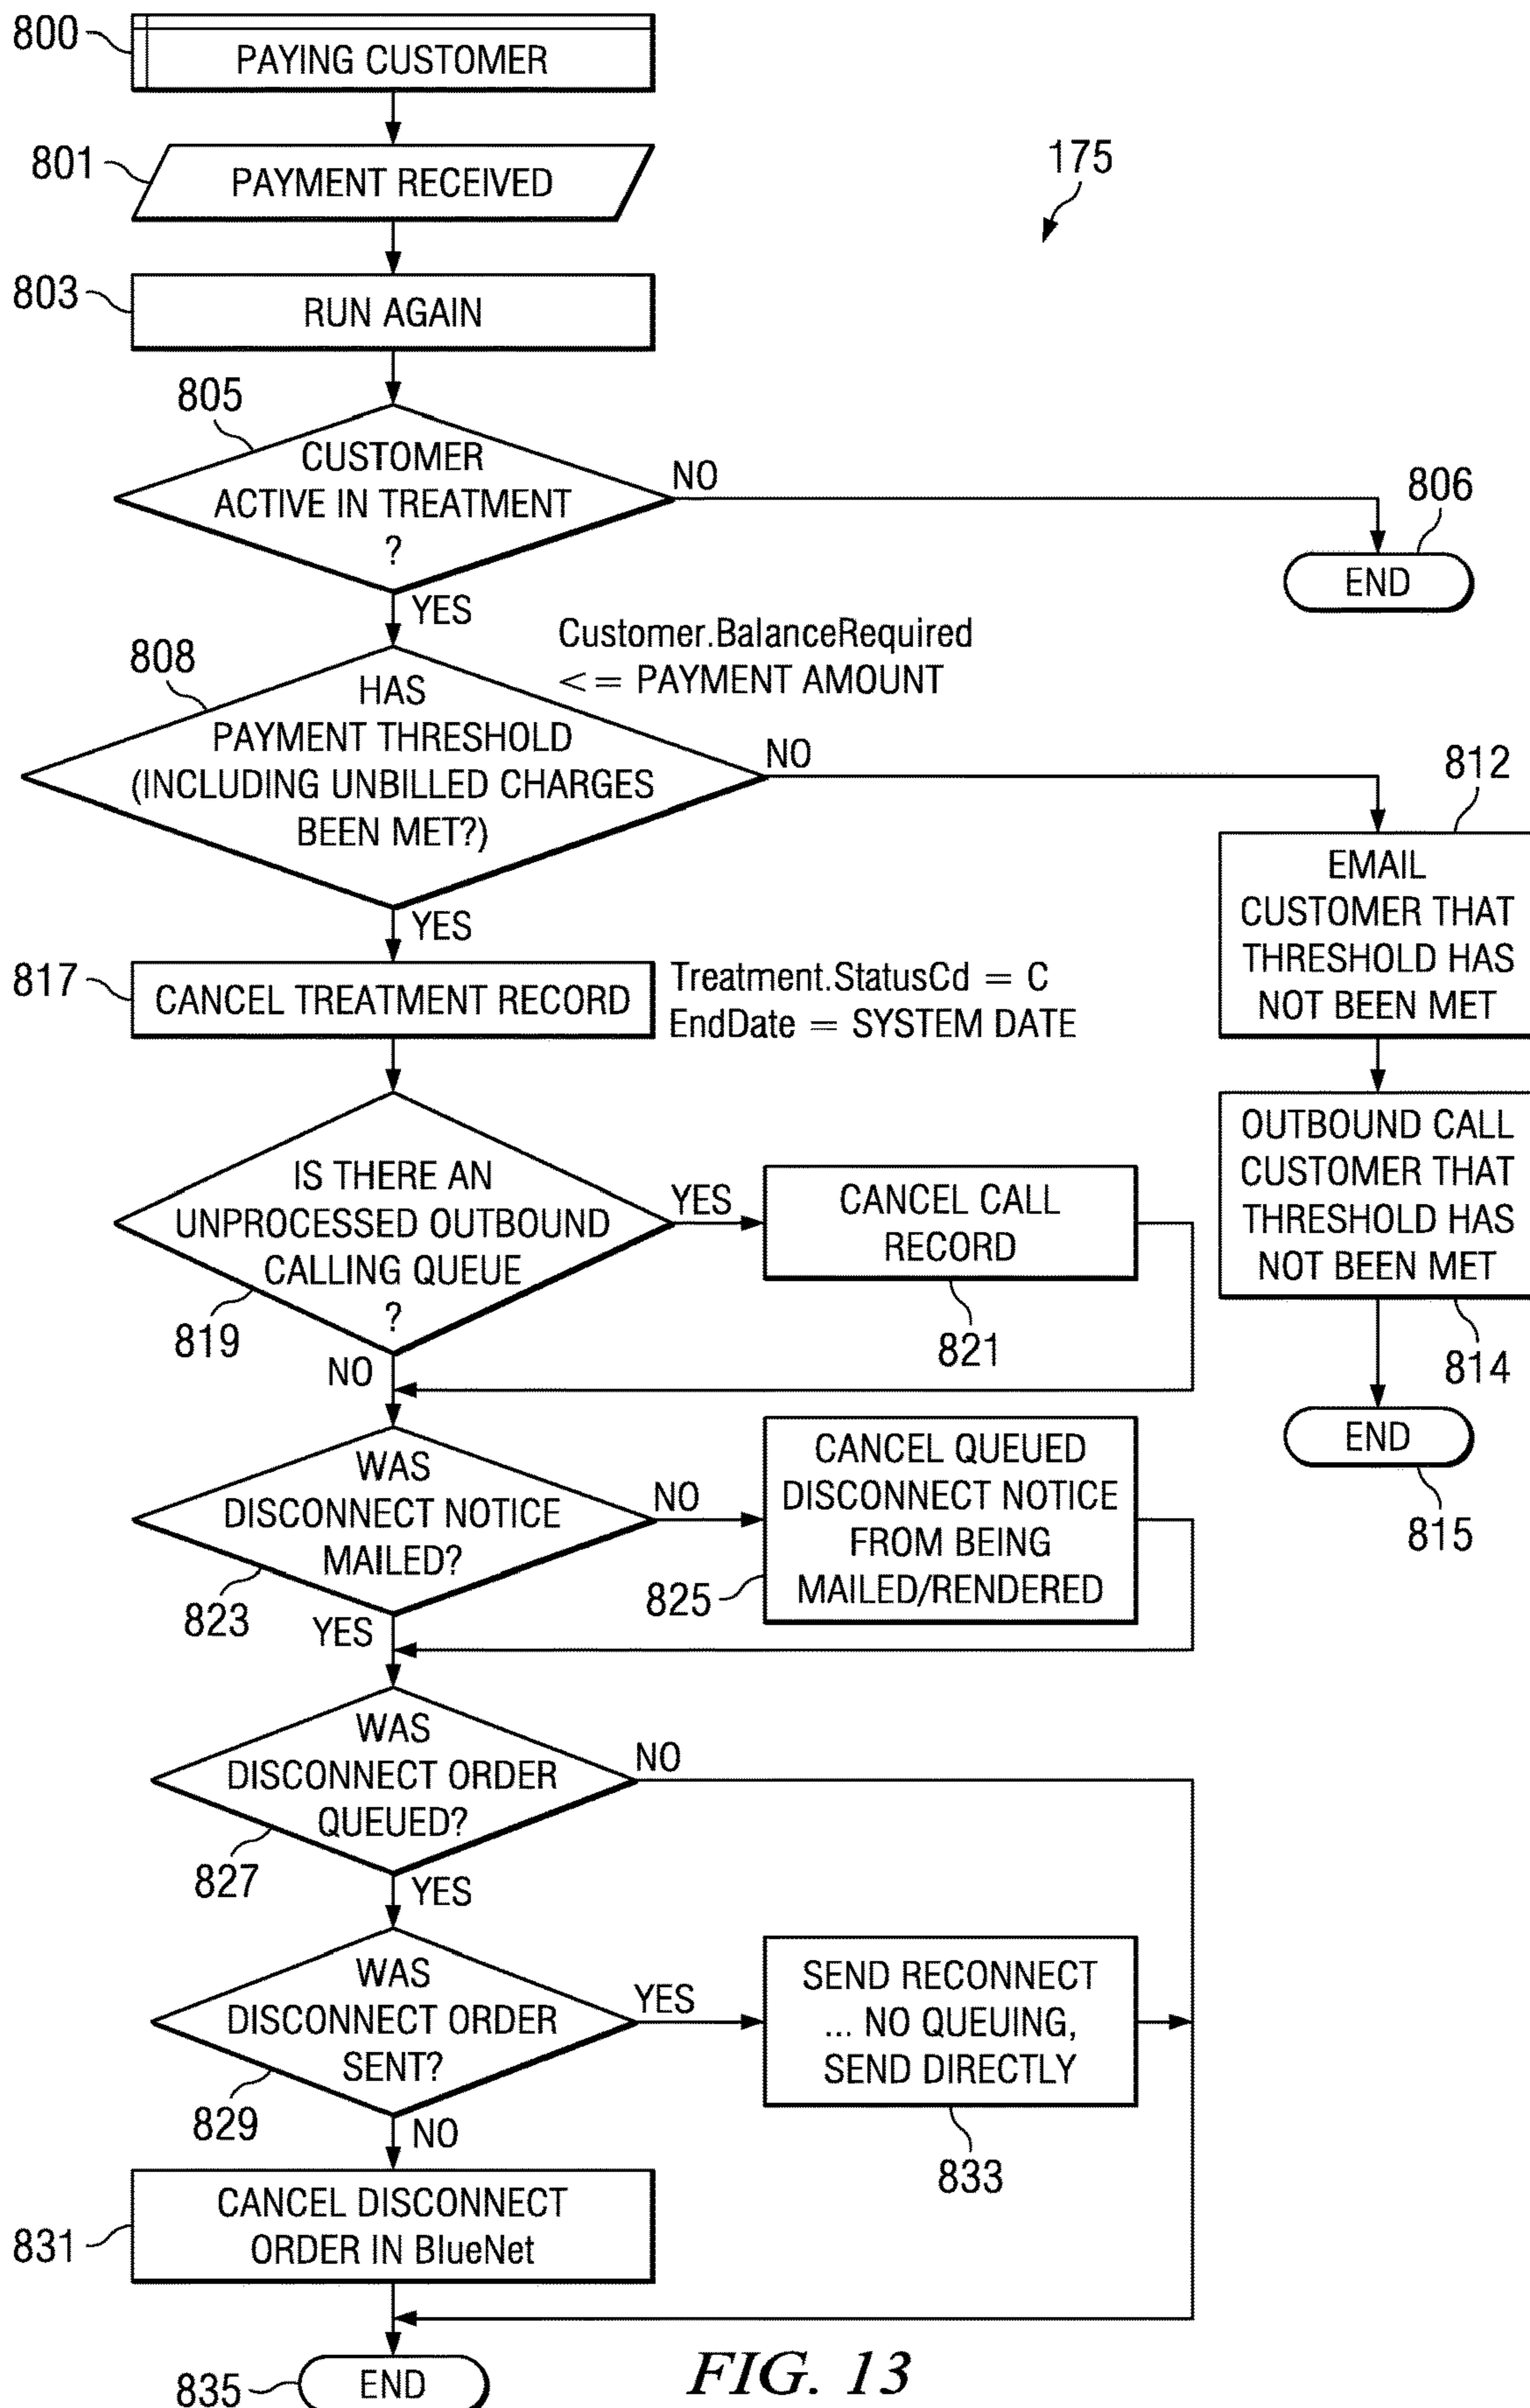 800
PAYING CUSTOMER
801
PAYMENT RECEIVED
175
803
RUN AGAIN
805
CUSTOMER
ACTIVE IN TREATMENT
?
NO
806
END
YES
808
Customer.BalanceRequired
<= PAYMENT AMOUNT
HAS
PAYMENT THRESHOLD
(INCLUDING UNBILLED CHARGES
BEEN MET?)
NO
812
EMAIL
CUSTOMER THAT
THRESHOLD HAS
NOT BEEN MET
YES
817
CANCEL TREATMENT RECORD
Treatment.StatusCd = C
EndDate = SYSTEM DATE
OUTBOUND CALL
CUSTOMER THAT
THRESHOLD HAS
NOT BEEN MET
814
END
815
IS THERE AN
UNPROCESSED OUTBOUND
CALLING QUEUE
?
819
YES
CANCEL CALL
RECORD
821
NO
WAS
DISCONNECT NOTICE
MAILED?
823
NO
CANCEL QUEUED
DISCONNECT NOTICE
FROM BEING
MAILED/RENDERED
825
YES
WAS
DISCONNECT ORDER
QUEUED?
827
NO
YES
WAS
DISCONNECT ORDER
SENT?
829
YES
SEND RECONNECT
... NO QUEUING,
SEND DIRECTLY
833
NO
831
CANCEL DISCONNECT
ORDER IN BlueNet
835
END
FIG. 13